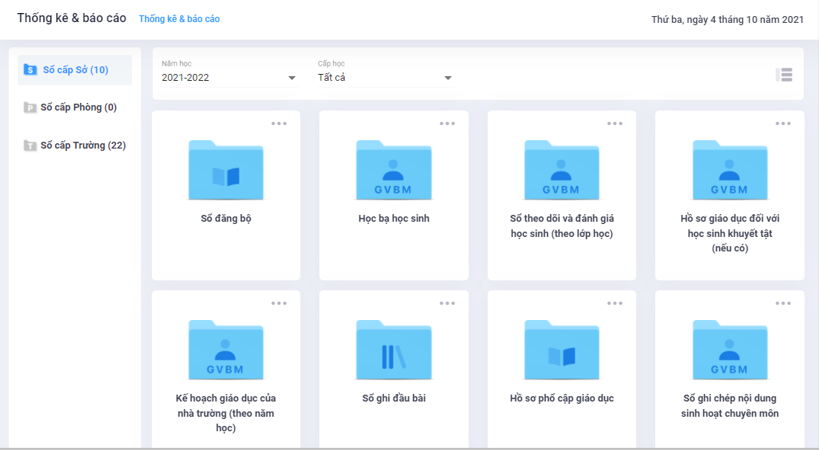 Thống kê & báo cáo
Thống kê & báo cáo
Thứ ba, ngày 4 tháng 10 năm 2021
S
Sổ cấp Sở (10)
P
Sổ cấp Phòng (0)
T
Sổ cấp Trường (22)
Năm học
2021-2022
Cấp học
Tất cả
Sổ đăng bộ
GVBM
Học bạ học sinh
GVBM
Sổ theo dõi và đánh giá
học sinh (theo lớp học)
GVBM
Hồ sơ giáo dục đối với
học sinh khuyết tật
(nếu có)
GVBM
Kế hoạch giáo dục của
nhà trường (theo năm
học)
Sổ ghi đầu bài
Hồ sơ phổ cập giáo dục
GVBM
Sổ ghi chép nội dung
sinh hoạt chuyên môn